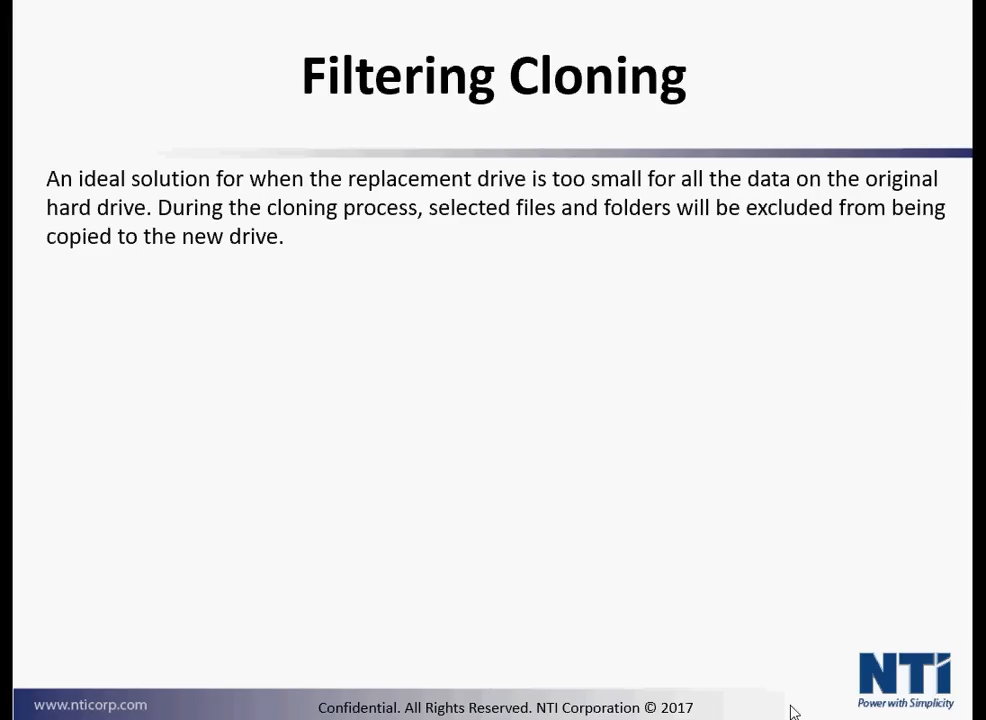 Filtering Cloning
An ideal solution for when the replacement drive is too small for all the data on the original
hard drive. During the cloning process, selected files and folders will be excluded from being
copied to the new drive.
NTI
Power with Simplicity
www.nticorp.com
Confidential. All Rights Reserved. NTI Corporation © 2017